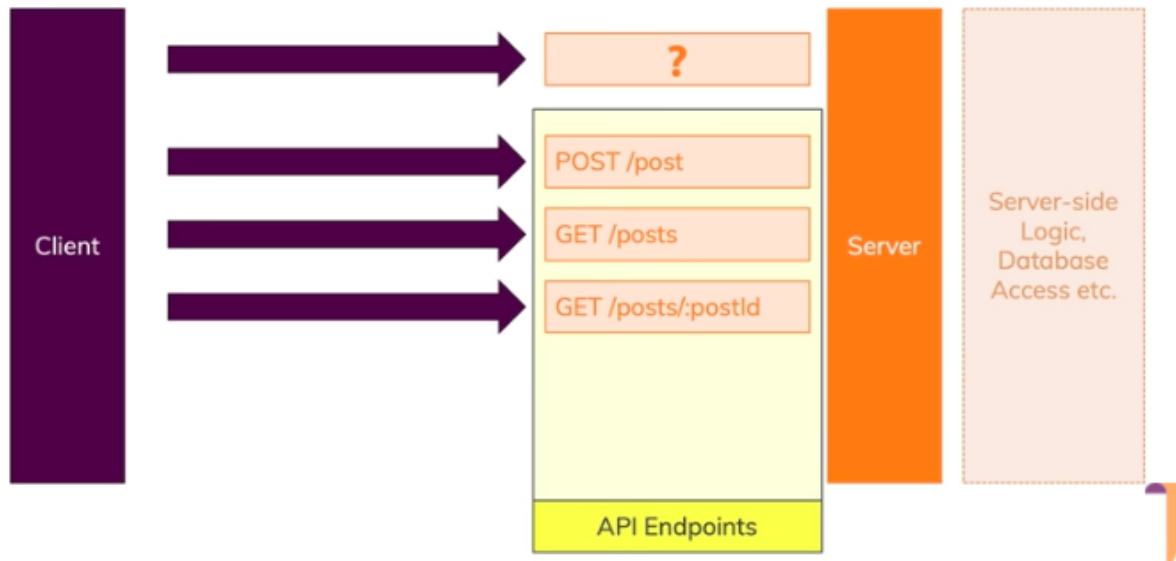 ?
POST /post
GET /posts
GET /posts/:postId
Client
Server
Server-side
Logic,
Database
Access etc.
API Endpoints